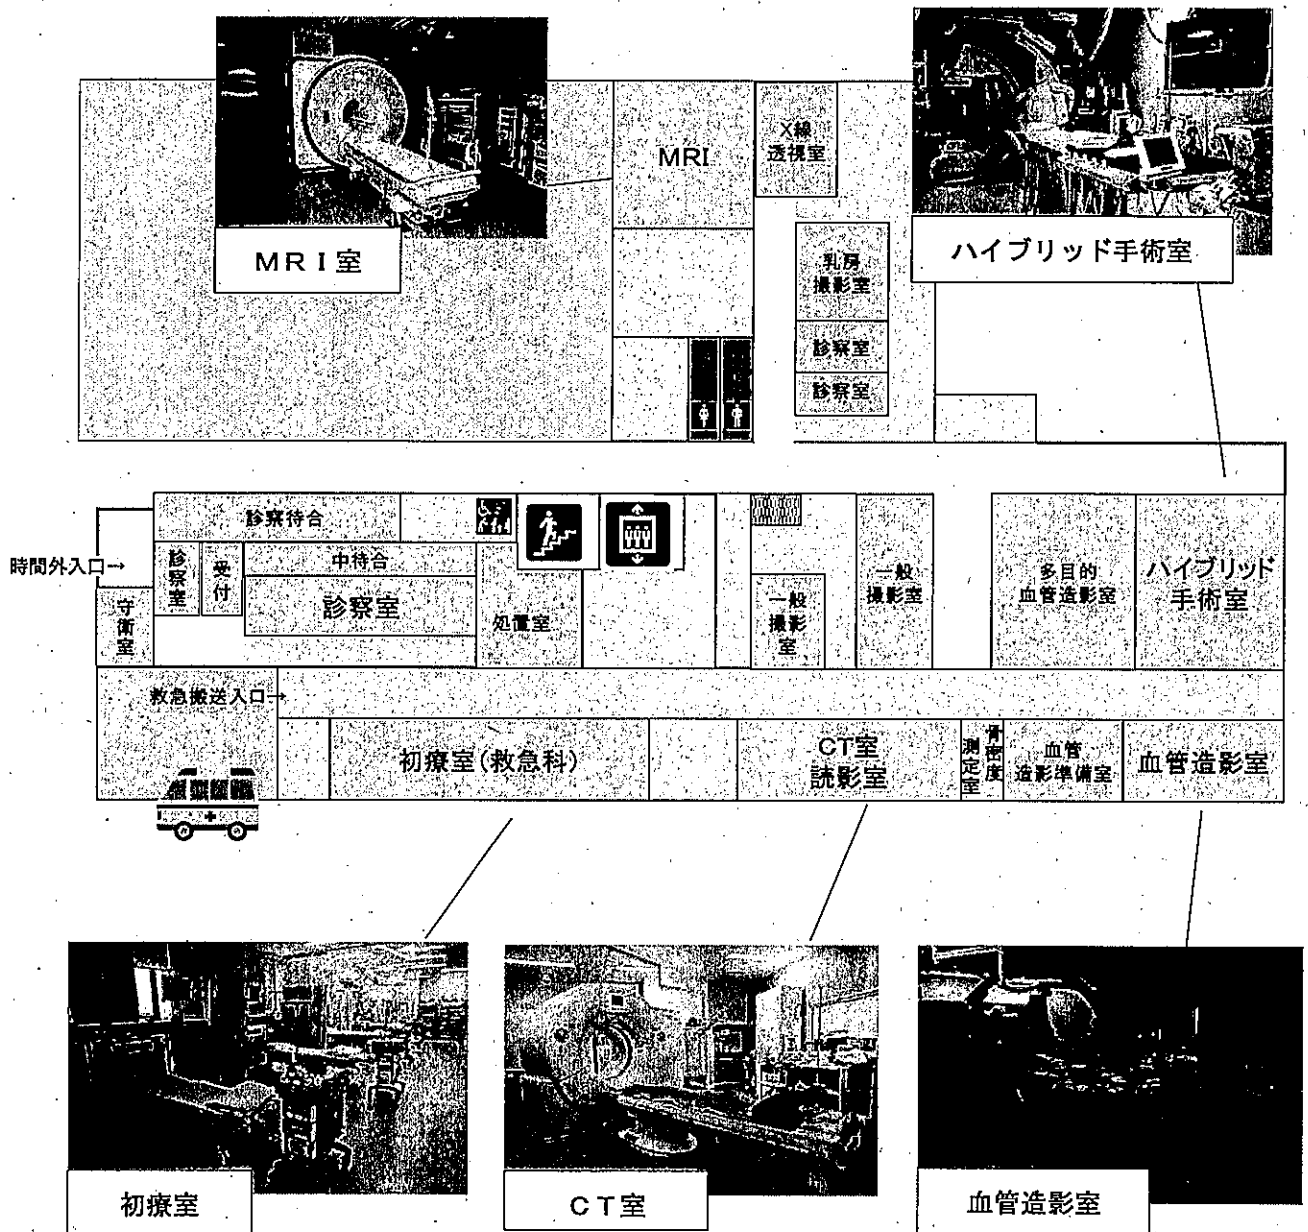 MRI室
ハイブリッド手術室
MRI
X線
透視室
乳房
撮影室
診察室
診察室
診察待合
時間外入口→
診察室
受付
中待合
診察室
守衛室
処置室
一般
撮影
室
一般
撮影室
多目的
血管造影室
ハイブリッド
手術室
救急搬送入口→
初療室(救急科)
CT室
読影室
骨密度
測定室
血管
造影準備室
血管造影室
初療室
CT室
血管造影室